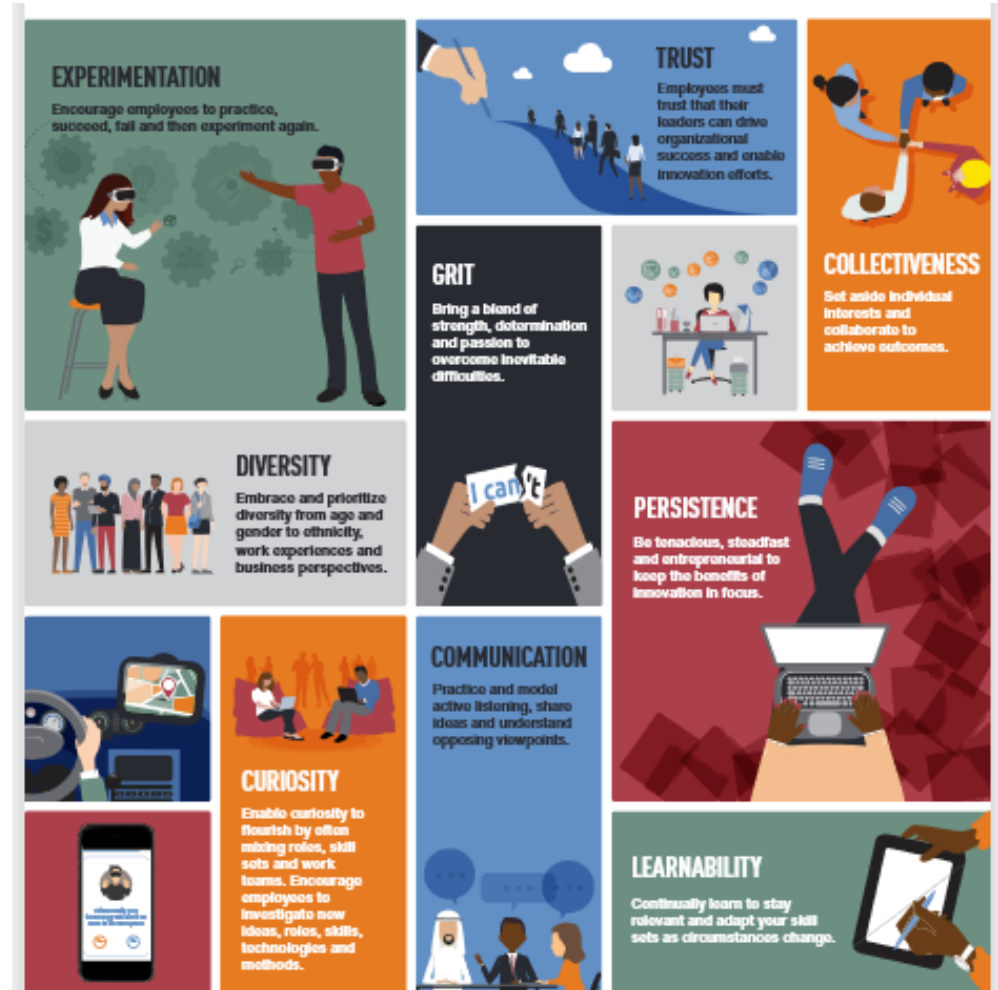 EXPERIMENTATION
Encourage employees to practice,
succeed, fail and then experiment again.
TRUST
Employees must
trust that their
leaders can drive
organizational
success and enable
innovation efforts.
COLLECTIVENESS
Set aside individual
interests and
collaborate to
achieve outcomes.
GRIT
Bring a blend of
strength, determination
and passion to
overcome inevitable
difficulties.
I can't
DIVERSITY
Embrace and prioritize
diversity from age and
gender to ethnicity,
work experiences and
business perspectives.
PERSISTENCE
Be tenacious, steadfast
and entrepreneurial to
keep the benefits of
innovation in focus.
CURIOSITY
Enable curiosity to
flourish by often
mixing roles, skill
sets and work
teams. Encourage
employees to
investigate new
ideas, roles, skills,
technologies and
methods.
COMMUNICATION
Practice and model
active listening, share
ideas and understand
opposing viewpoints.
LEARNABILITY
Continually learn to stay
relevant and adapt your skill
sets as circumstances change.